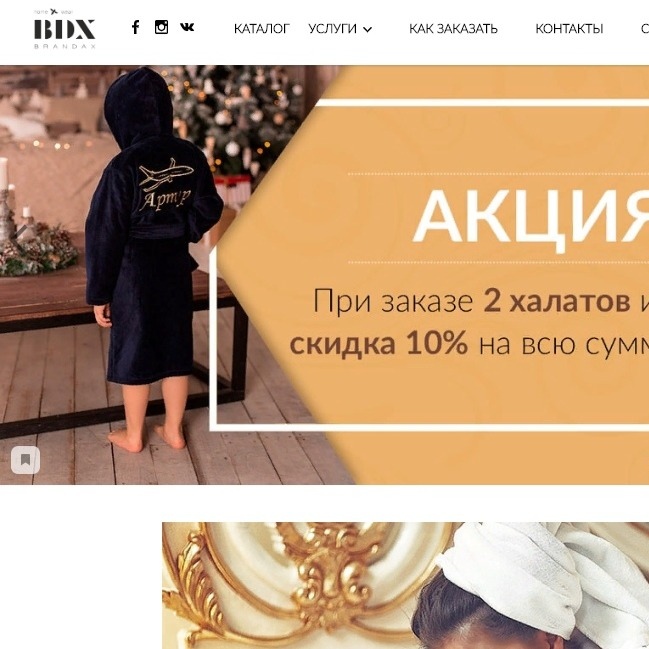 BDX
BRANDAX
КАТАЛОГ УСЛУГИ КАК ЗАКАЗАТЬ КОНТАКТЫ С
Артур
АКЦИЯ
При заказе 2 халатов и
скидка 10% на всю сумм